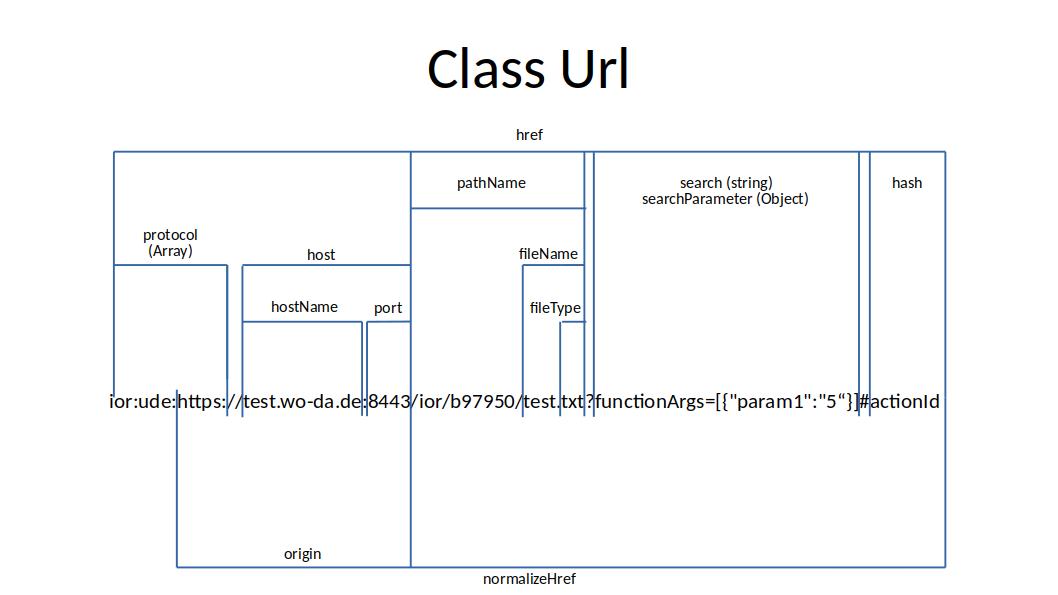 Class Url
href
pathName
search (string)
searchParameter (Object)
hash
protocol
(Array)
host
fileName
hostName
port
fileType
ior:ude:https://test.wo-da.de:8443/ior/b97950/test.txt?functionArgs=[{"param1":"5“}]#actionId
origin
normalizeHref